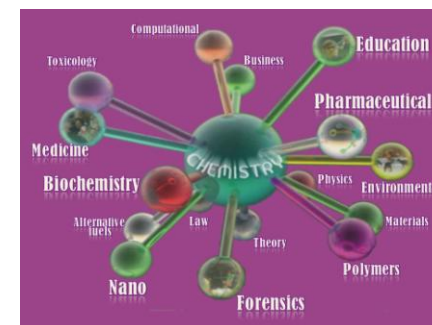 Computational
Education
Toxicology
Business
Pharmaceutical
Medicine
CHEMISTRY
Biochemistry
Physics
Environment
Alternative
fuels
Law
Materials
Theory
Polymers
Nano
Forensics